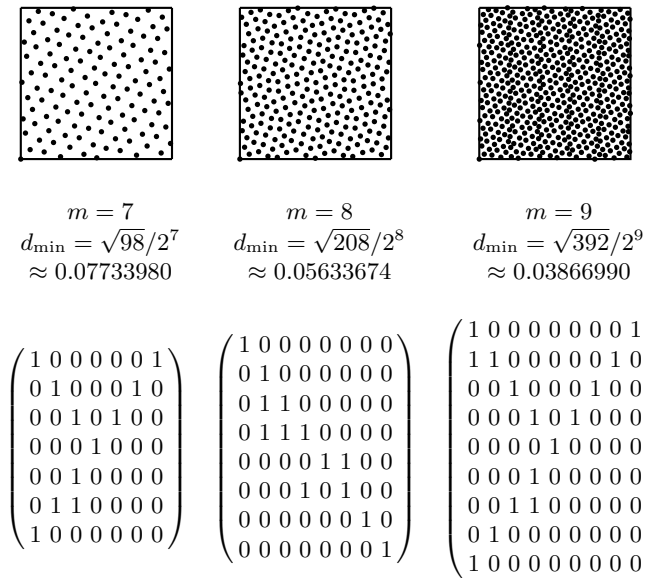 m = 7
d_min = √98/2^7
≈ 0.07733980
m = 8
d_min = √208/2^8
≈ 0.05633674
m = 9
d_min = √392/2^9
≈ 0.03866990
1 0 0 0 0 0 1
0 1 0 0 0 1 0
0 0 1 0 1 0 0
0 0 0 1 0 0 0
0 0 1 0 0 0 0
0 1 1 0 0 0 0
1 0 0 0 0 0 0
1 0 0 0 0 0 0 0
0 1 0 0 0 0 0 0
0 1 1 0 0 0 0 0
0 1 1 1 0 0 0 0
0 0 0 0 1 1 0 0
0 0 0 1 0 1 0 0
0 0 0 0 0 0 1 0
0 0 0 0 0 0 0 1
1 0 0 0 0 0 0 0 1
1 1 0 0 0 0 0 1 0
0 0 1 0 0 0 1 0 0
0 0 0 1 0 1 0 0 0
0 0 0 0 1 0 0 0 0
0 0 0 1 0 0 0 0 0
0 0 1 1 0 0 0 0 0
0 1 0 0 0 0 0 0 0
1 0 0 0 0 0 0 0 0